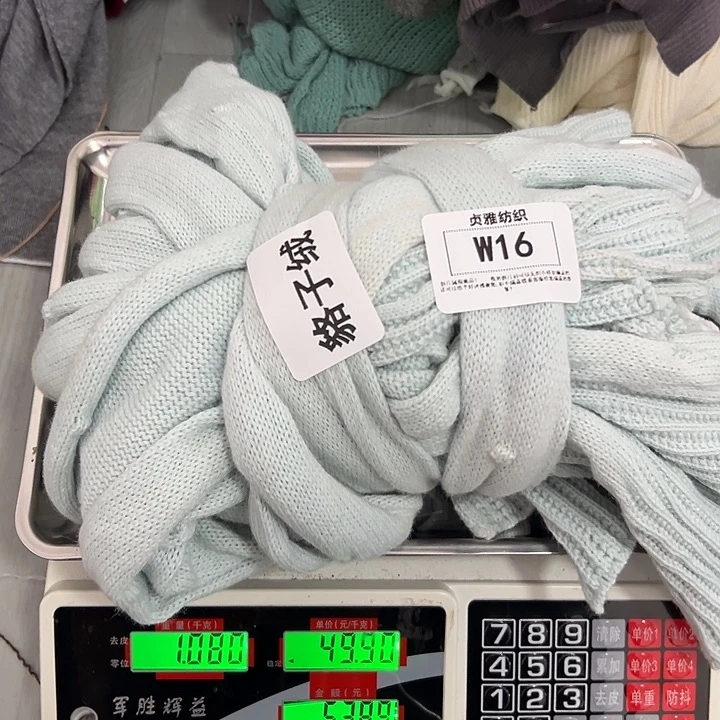 貉子绒
贞雅纺织
W16
重量（千克）
单价（元/千克）
去皮
1.080
零位
稳定
49.90
金额（元）
53.89
军胜辉益
7 8 9 清除 单价1 单价2
4 5 6 累加 单价3 单价4
1 2 3 去皮 单重 防抖